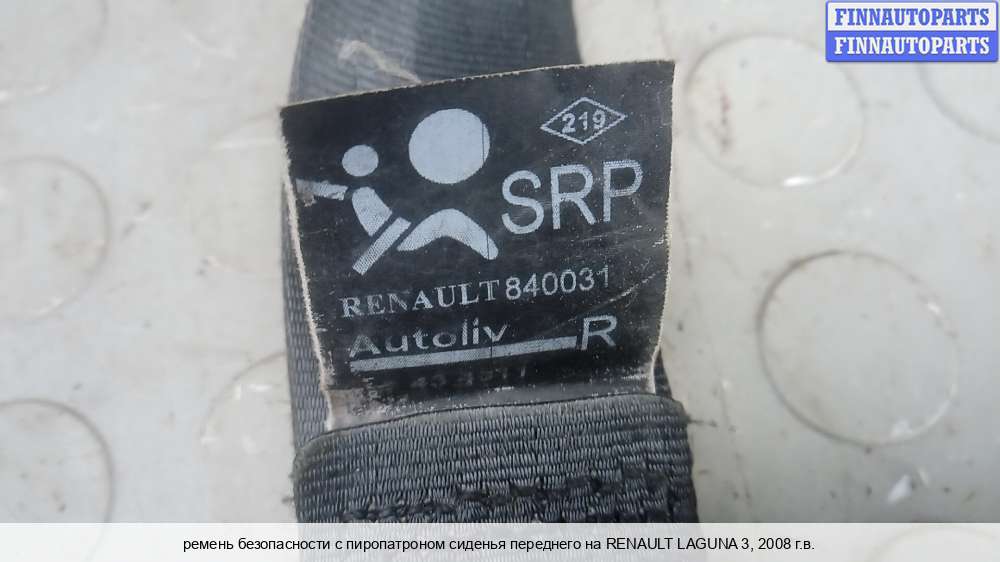 FINNAUTOPARTS
FINNAUTOPARTS
219
SRP
RENAULT 840031
Autoliv R
ремень безопасности с пиропатроном сиденья переднего на RENAULT LAGUNA 3, 2008 г.в.